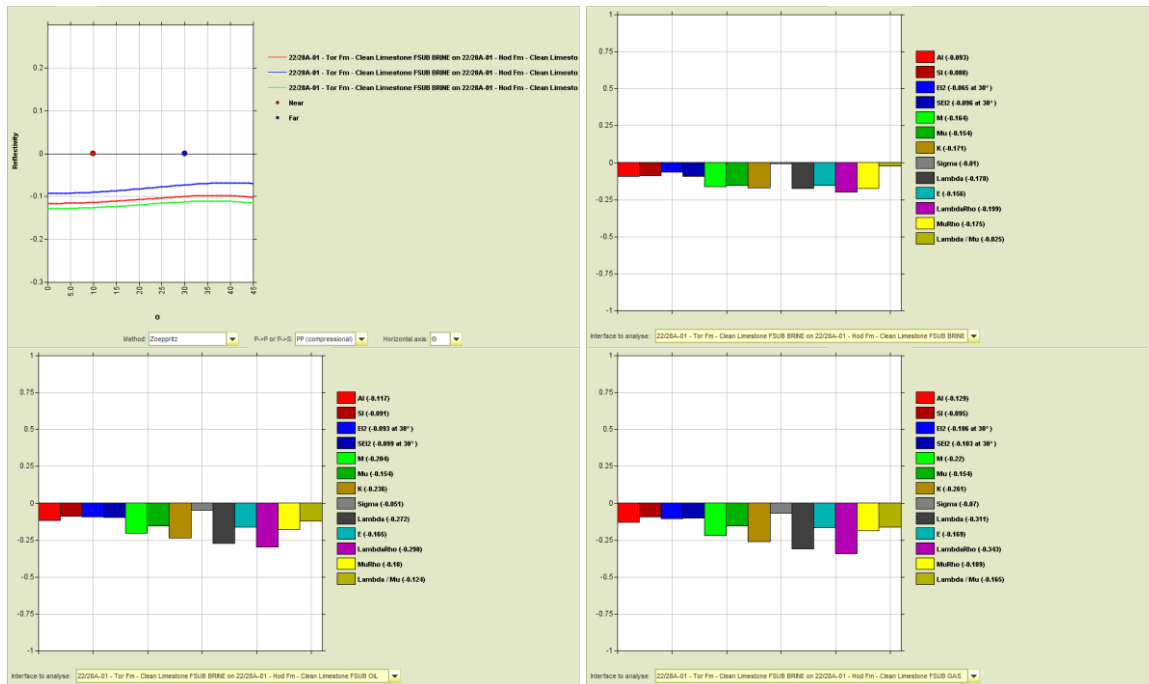 0.2
0.1
0
-0.1
-0.2
-0.3
Reflectivity
0
5.0
10
15
20
25
30
35
40
45
Θ
22/28A-01 - Tor Fm - Clean Limestone FSUB BRINE on 22/28A-01 - Hod Fm - Clean Limesto
22/28A-01 - Tor Fm - Clean Limestone FSUB BRINE on 22/28A-01 - Hod Fm - Clean Limesto
22/28A-01 - Tor Fm - Clean Limestone FSUB BRINE on 22/28A-01 - Hod Fm - Clean Limesto
Near
Far
Method: Zoeppritz P->P or P->S: PP (compressional) Horizontal axis: Θ
1
0.75
0.5
0.25
0
-0.25
-0.5
-0.75
-1
AI (-0.093)
SI (-0.088)
EI2 (-0.065 at 30°)
SEI2 (-0.096 at 30°)
M (-0.164)
Mu (-0.154)
K (-0.171)
Sigma (-0.01)
Lambda (-0.178)
E (-0.156)
LambdaRho (-0.199)
MuRho (-0.175)
Lambda / Mu (-0.025)
Interface to analyse: 22/28A-01 - Tor Fm - Clean Limestone FSUB BRINE on 22/28A-01 - Hod Fm - Clean Limestone FSUB BRINE
1
0.75
0.5
0.25
0
-0.25
-0.5
-0.75
-1
AI (-0.117)
SI (-0.091)
EI2 (-0.093 at 30°)
SEI2 (-0.099 at 30°)
M (-0.204)
Mu (-0.154)
K (-0.236)
Sigma (-0.051)
Lambda (-0.272)
E (-0.165)
LambdaRho (-0.298)
MuRho (-0.18)
Lambda / Mu (-0.124)
Interface to analyse: 22/28A-01 - Tor Fm - Clean Limestone FSUB BRINE on 22/28A-01 - Hod Fm - Clean Limestone FSUB OIL
1
0.75
0.5
0.25
0
-0.25
-0.5
-0.75
-1
AI (-0.129)
SI (-0.095)
EI2 (-0.106 at 30°)
SEI2 (-0.103 at 30°)
M (-0.22)
Mu (-0.154)
K (-0.261)
Sigma (-0.07)
Lambda (-0.311)
E (-0.169)
LambdaRho (-0.343)
MuRho (-0.189)
Lambda / Mu (-0.165)
Interface to analyse: 22/28A-01 - Tor Fm - Clean Limestone FSUB BRINE on 22/28A-01 - Hod Fm - Clean Limestone FSUB GAS